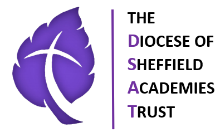 THE
DIOCESE OF
SHEFFIELD
ACADEMIES
TRUST